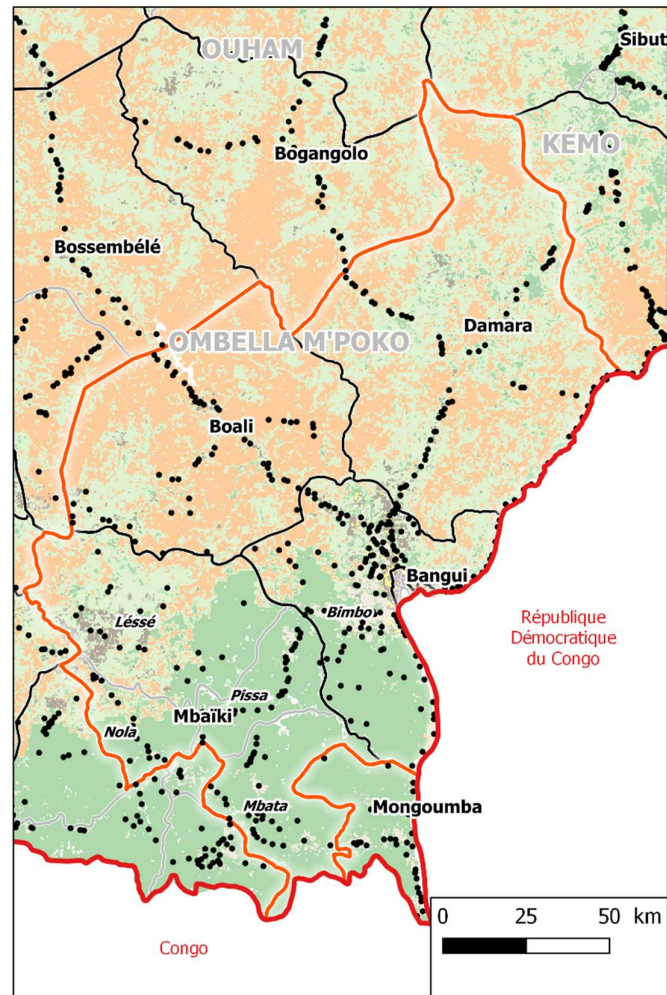 OUHAM
Sibut
KÉMO
Bogangolo
Bossembélé
Damara
OMBELLA M'POKO
Boali
Bangui
Léssé
Bimbo
République
Démocratique
du Congo
Pissa
Mbaïki
Nola
Mbata
Mongoumba
0 25 50 km
Congo